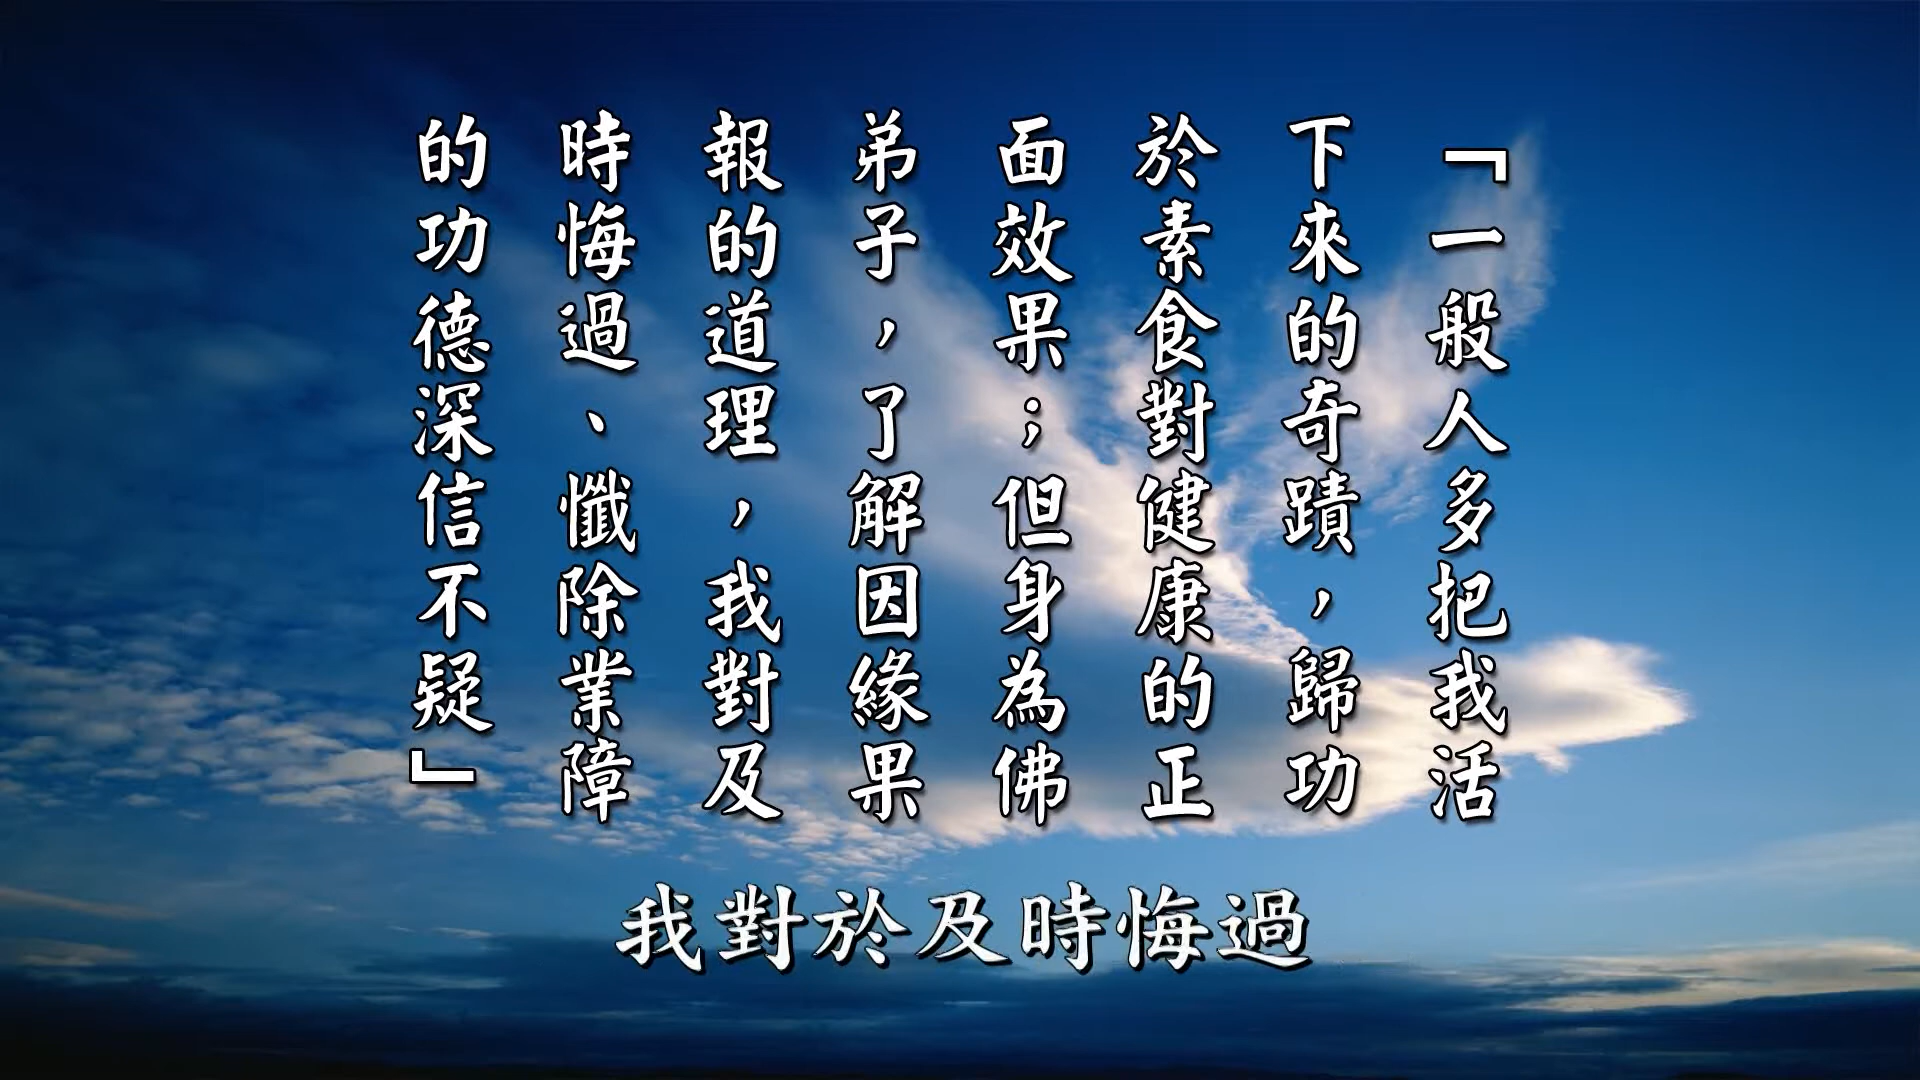 「一般人多把我活
下來的奇蹟，歸功
於素食對健康的正
面效果；但身為佛
弟子，了解因緣果
報的道理，我對及
時悔過、懺除業障
的功德深信不疑」
我對於及時悔過